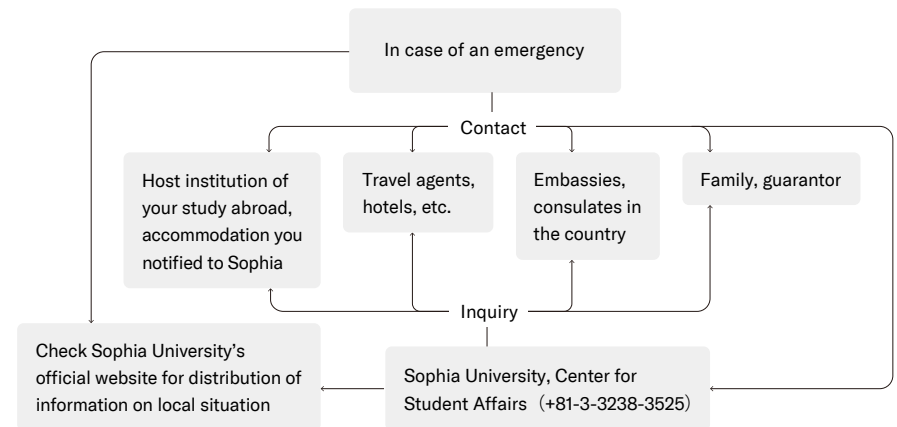 In case of an emergency
Contact
Host institution of
your study abroad,
accommodation you
notified to Sophia
Travel agents,
hotels, etc.
Embassies,
consulates in
the country
Family, guarantor
Inquiry
Check Sophia University’s
official website for distribution of
information on local situation
Sophia University, Center for
Student Affairs（+81-3-3238-3525）